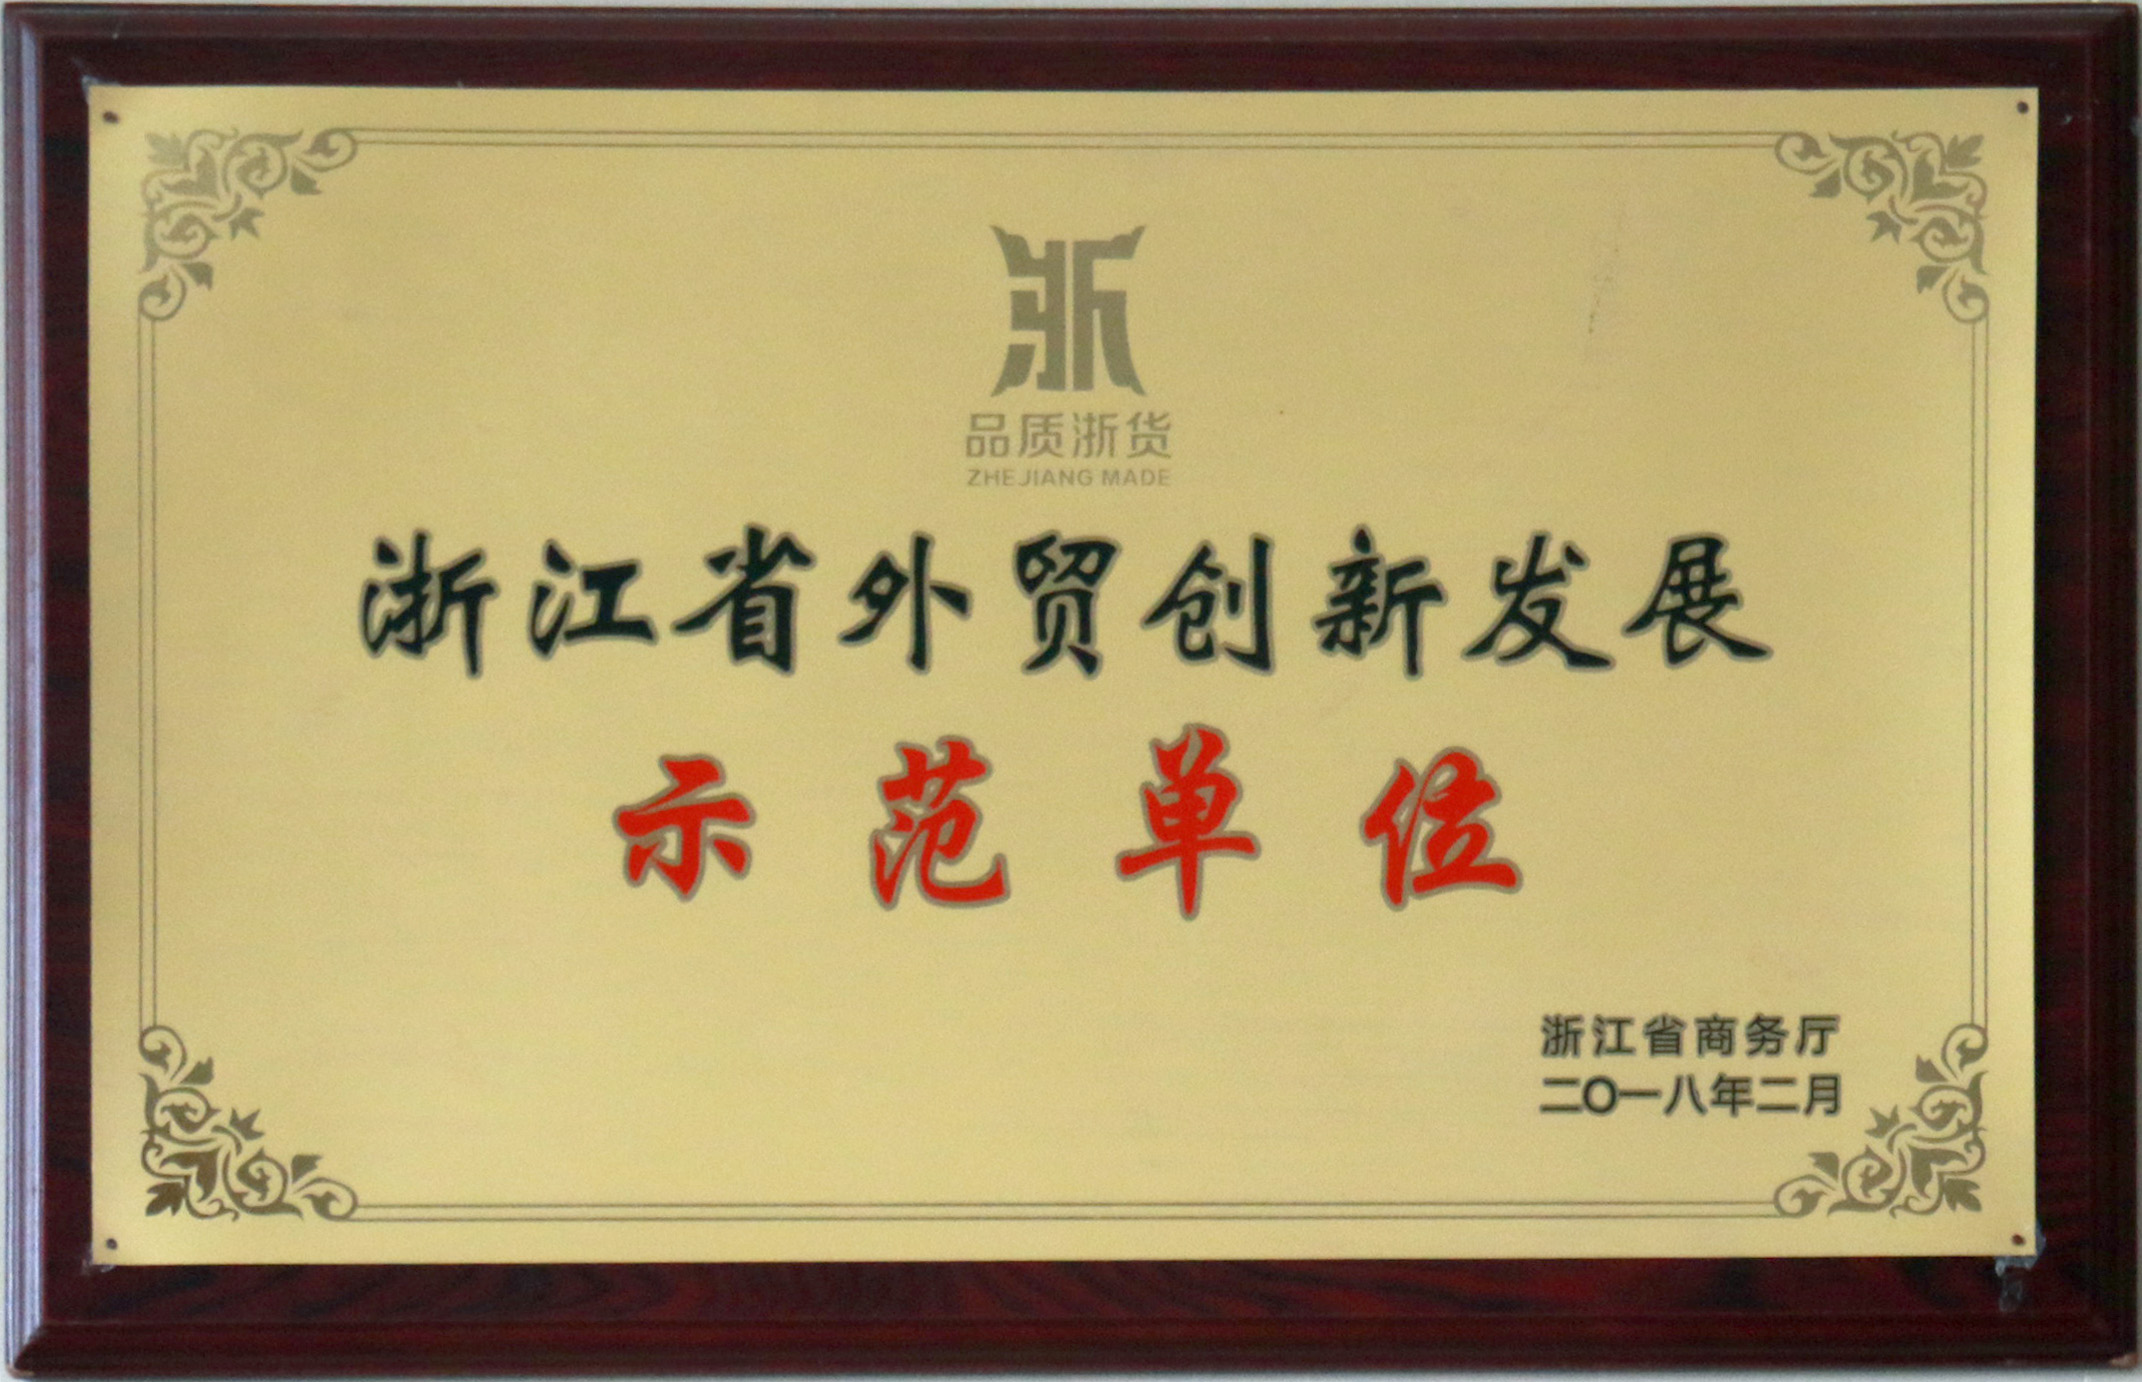 浙
品质浙货
ZHEJIANG MADE
浙江省外贸创新发展
示范单位
浙江省商务厅
二〇一八年二月